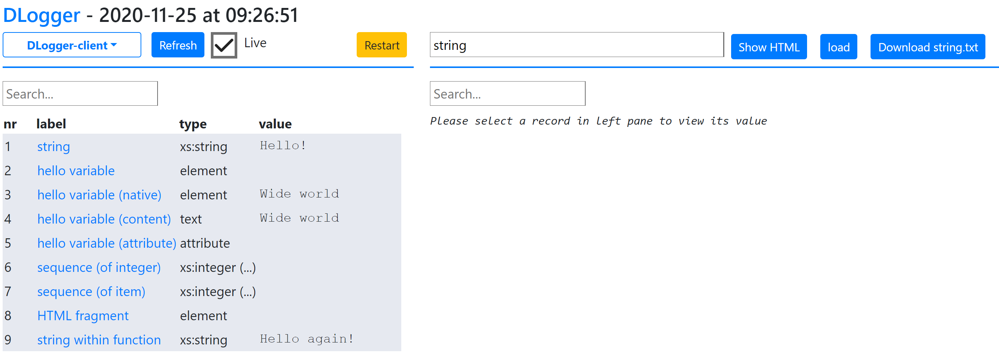 DLogger - 2020-11-25 at 09:26:51
DLogger-client Refresh Live Restart
string Show HTML load Download string.txt
Search...
Search...
Please select a record in left pane to view its value
nr label type value
1 string xs:string Hello!
2 hello variable element
3 hello variable (native) element Wide world
4 hello variable (content) text Wide world
5 hello variable (attribute) attribute
6 sequence (of integer) xs:integer (...)
7 sequence (of item) xs:integer (...)
8 HTML fragment element
9 string within function xs:string Hello again!